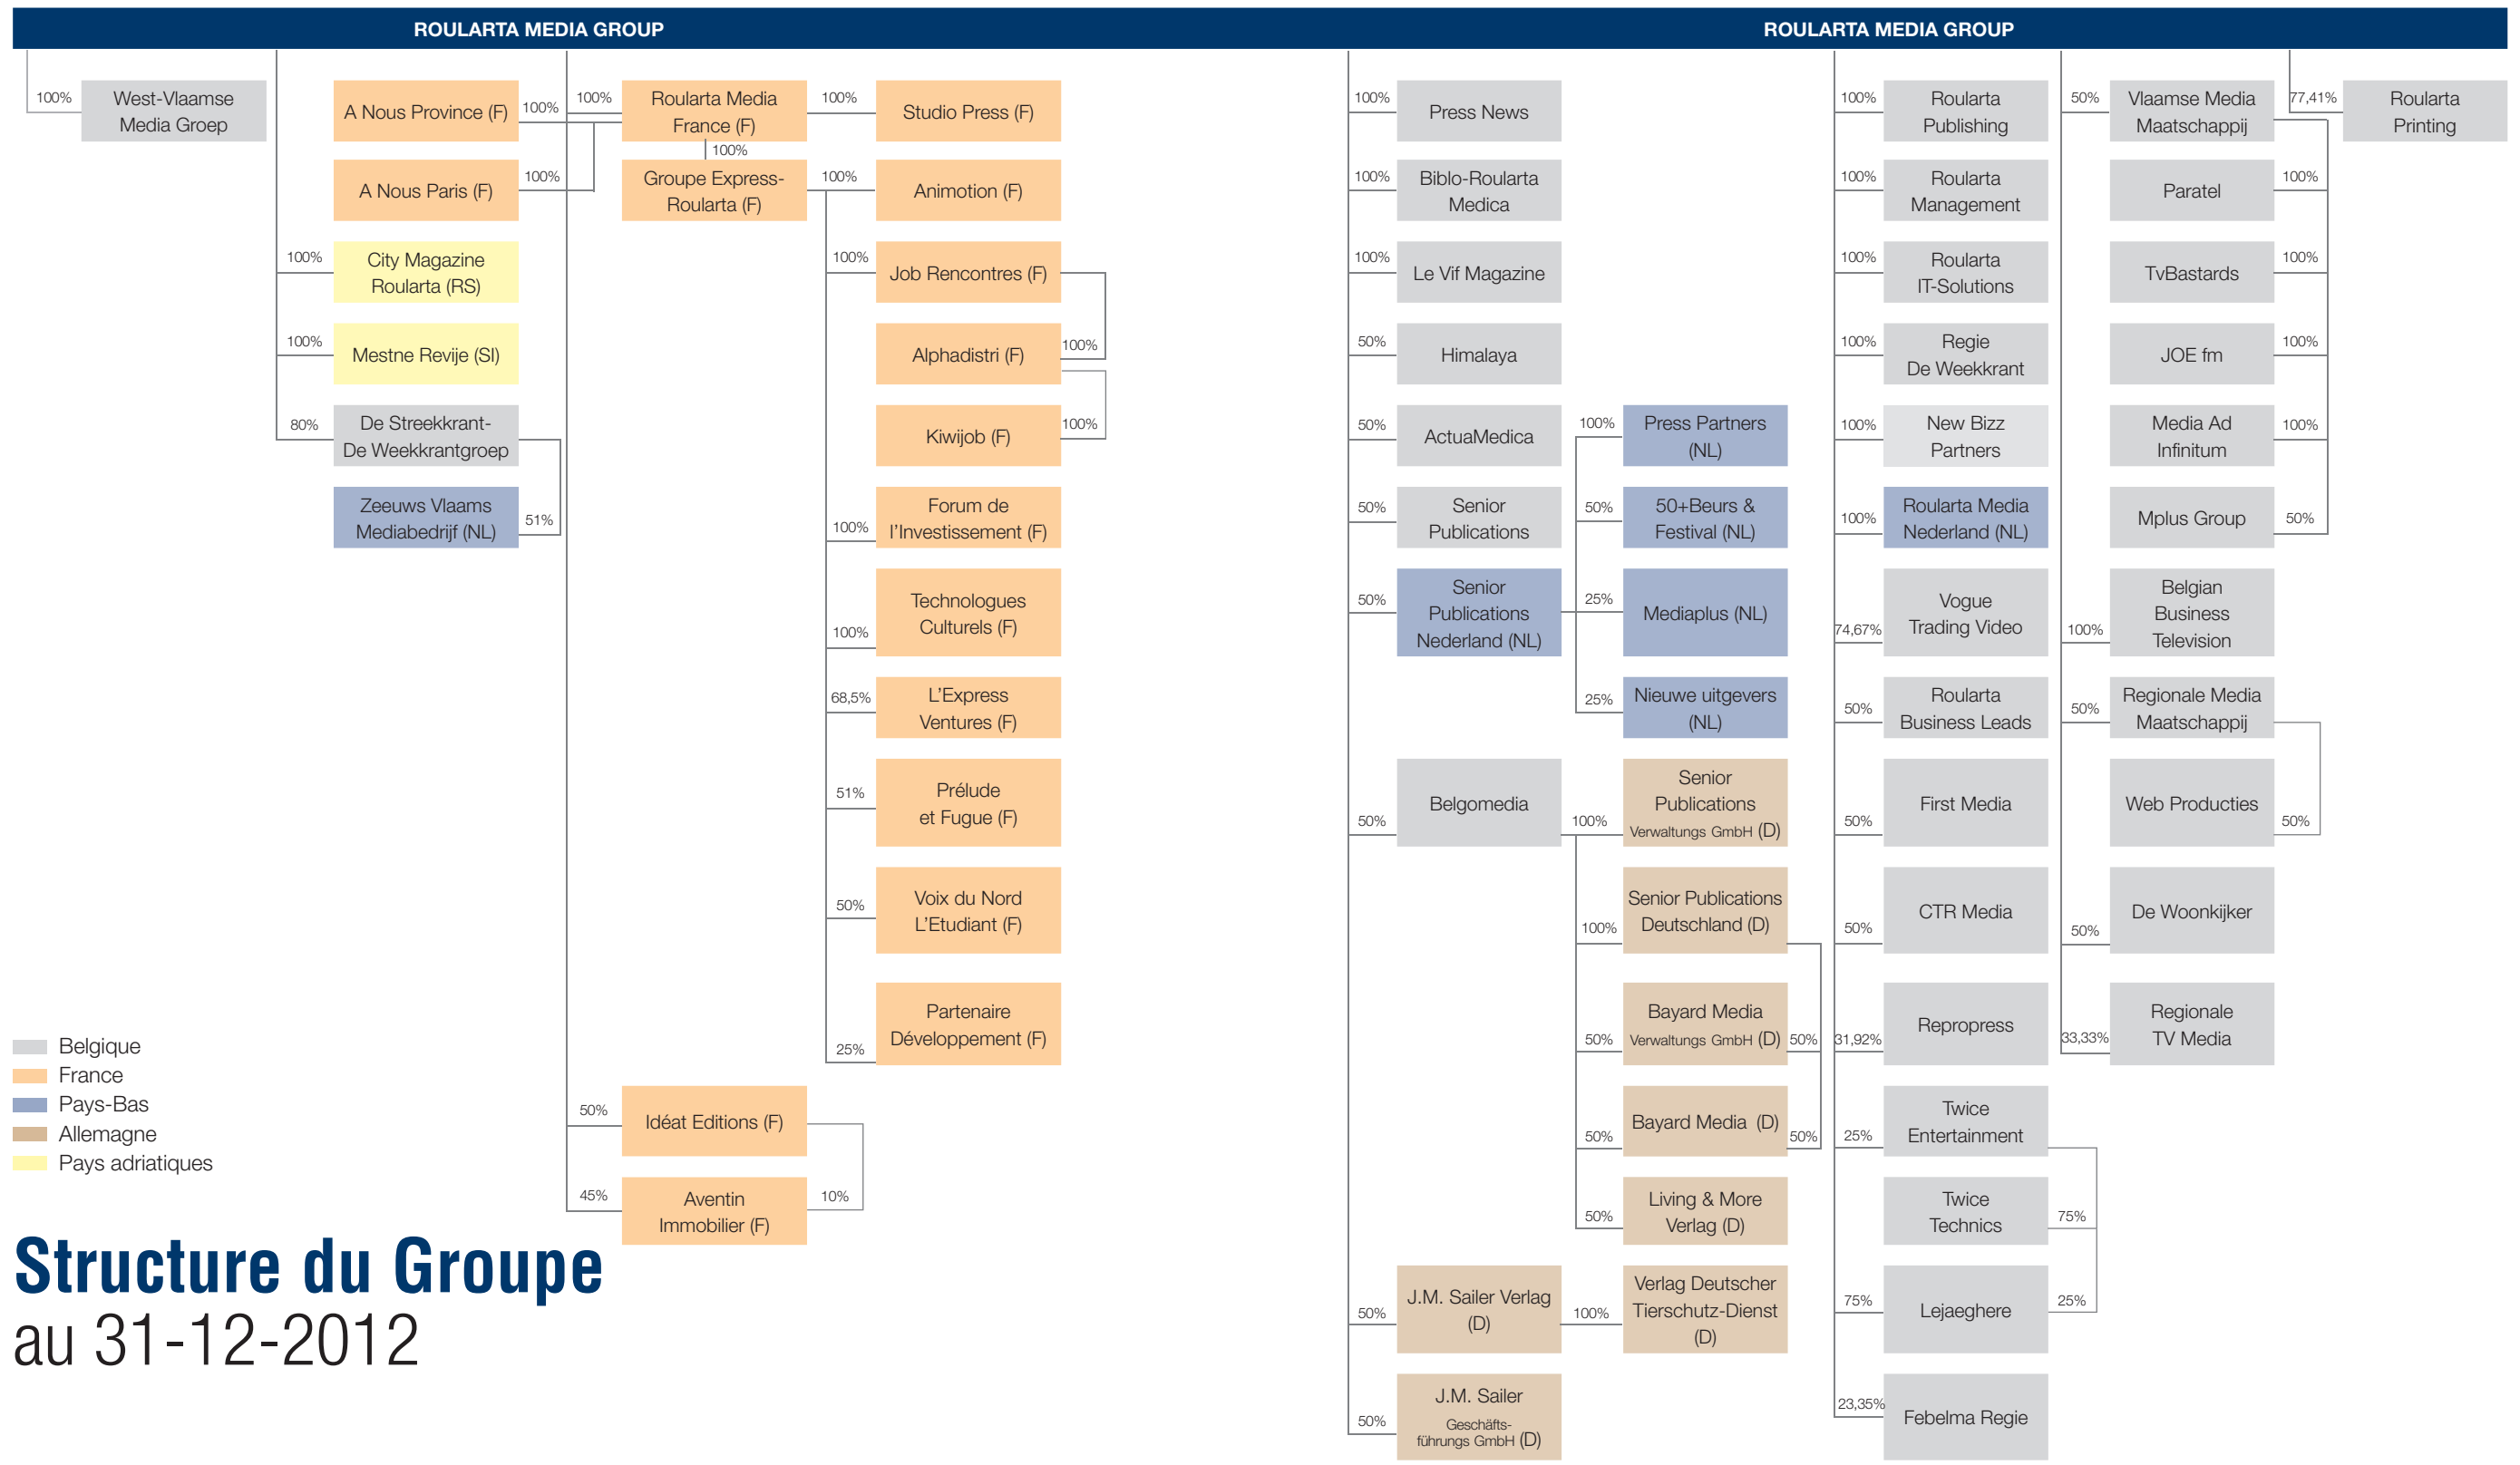 ROULARTA MEDIA GROUP
100%
West-Vlaamse
Media Groep
A Nous Province (F)
100%
A Nous Paris (F)
100%
100%
City Magazine
Roularta (RS)
100%
Mestne Revije (SI)
80%
De Streekkrant-
De Weekkrantgroep
Zeeuws Vlaams
Mediabedrijf (NL)
51%
100%
Roularta Media
France (F)
100%
Groupe Express-
Roularta (F)
100%
Studio Press (F)
100%
Animotion (F)
100%
Job Rencontres (F)
Alphadistri (F)
100%
Kiwijob (F)
100%
100%
Forum de
l’Investissement (F)
100%
Technologues
Culturels (F)
68,5%
L’Express
Ventures (F)
51%
Prélude
et Fugue (F)
50%
Voix du Nord
L’Etudiant (F)
25%
Partenaire
Développement (F)
50%
Idéat Editions (F)
45%
Aventin
Immobilier (F)
10%
Belgique
France
Pays-Bas
Allemagne
Pays adriatiques
Structure du Groupe
au 31-12-2012
ROULARTA MEDIA GROUP
100%
Press News
100%
Biblo-Roularta
Medica
100%
Le Vif Magazine
50%
Himalaya
50%
ActuaMedica
50%
Senior
Publications
50%
Senior
Publications
Nederland (NL)
100%
Press Partners
(NL)
50%
50+Beurs &
Festival (NL)
25%
Mediaplus (NL)
25%
Nieuwe uitgevers
(NL)
50%
Belgomedia
100%
Senior
Publications
Verwaltungs GmbH (D)
100%
Senior Publications
Deutschland (D)
50%
Bayard Media
Verwaltungs GmbH (D)
50%
50%
Bayard Media (D)
50%
50%
Living & More
Verlag (D)
50%
J.M. Sailer Verlag
(D)
100%
Verlag Deutscher
Tierschutz-Dienst
(D)
50%
J.M. Sailer
Geschäfts-
führungs GmbH (D)
100%
Roularta
Publishing
100%
Roularta
Management
100%
Roularta
IT-Solutions
100%
Regie
De Weekkrant
100%
New Bizz
Partners
100%
Roularta Media
Nederland (NL)
74,67%
Vogue
Trading Video
50%
Roularta
Business Leads
50%
First Media
50%
CTR Media
31,92%
Repropress
25%
Twice
Entertainment
Twice
Technics
75%
75%
Lejaeghere
25%
23,35%
Febelma Regie
50%
Vlaamse Media
Maatschappij
Paratel
100%
TvBastards
100%
JOE fm
100%
Media Ad
Infinitum
100%
Mplus Group
50%
100%
Belgian
Business
Television
50%
Regionale Media
Maatschappij
Web Producties
50%
50%
De Woonkijker
33,33%
Regionale
TV Media
77,41%
Roularta
Printing